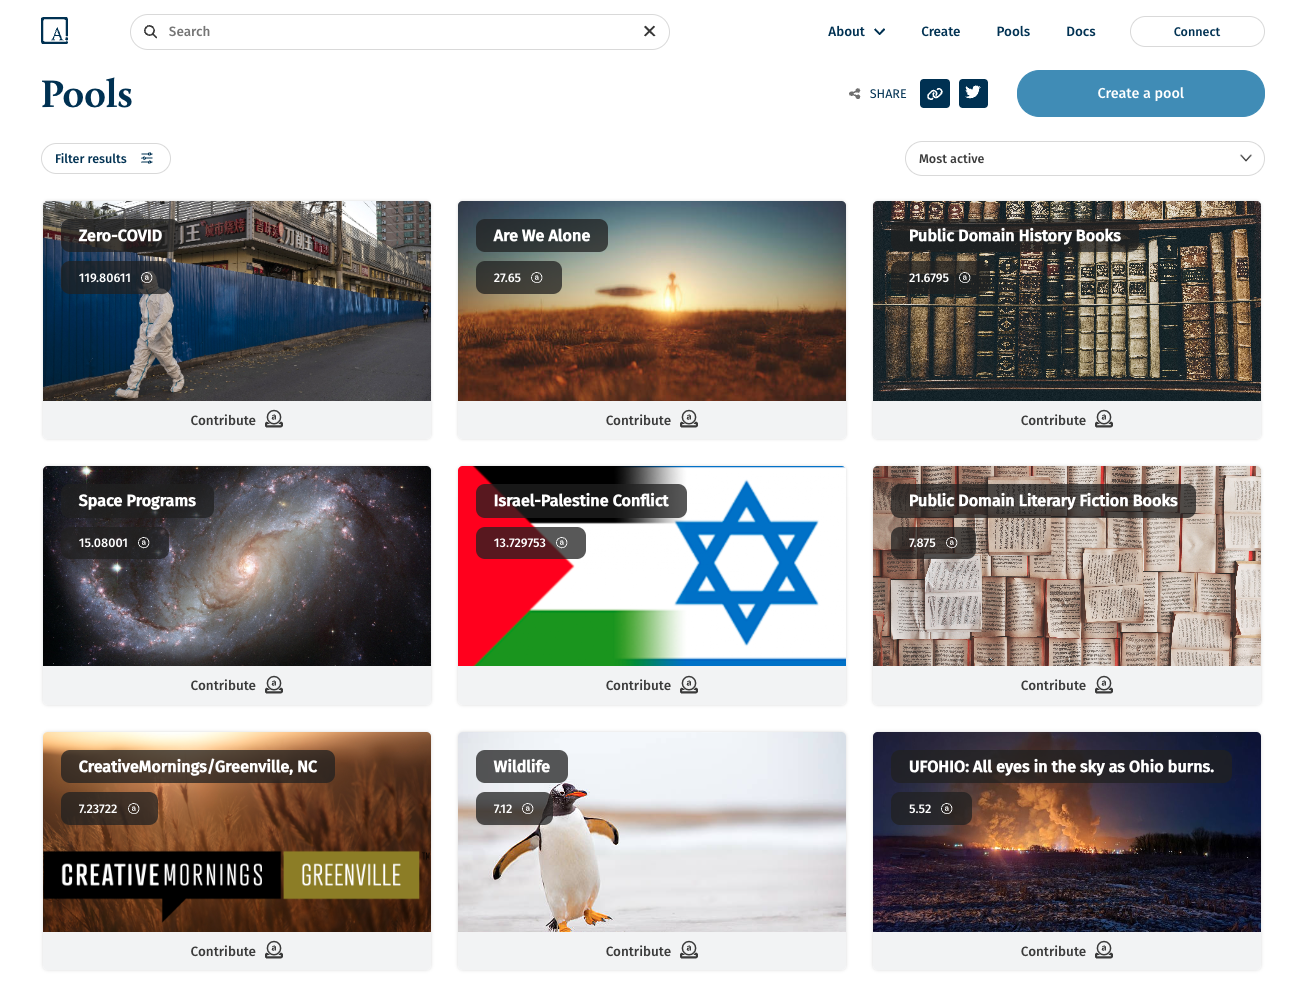 A
Search
About
Create
Pools
Docs
Connect
Pools
SHARE
Create a pool
Filter results
Most active
Zero-COVID
119.80611
Contribute
Are We Alone
27.65
Contribute
Public Domain History Books
21.6795
Contribute
Space Programs
15.08001
Contribute
Israel-Palestine Conflict
13.729753
Contribute
Public Domain Literary Fiction Books
7.875
Contribute
CreativeMornings/Greenville, NC
7.23722
CREATIVEMORNINGS GREENVILLE
Contribute
Wildlife
7.12
Contribute
UFOHIO: All eyes in the sky as Ohio burns.
5.52
Contribute